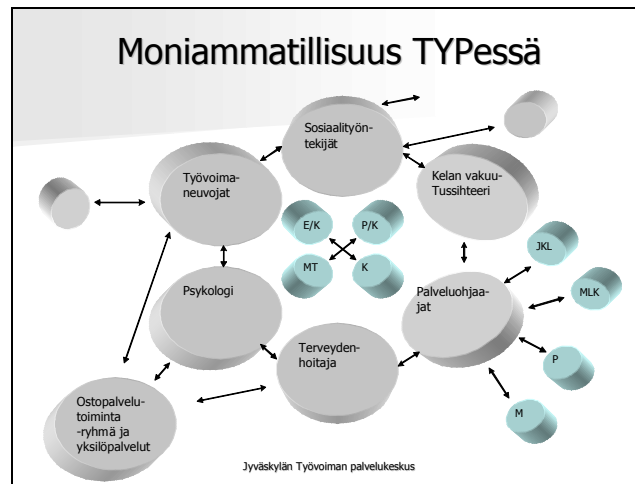 Moniammatillisuus TYPessä
Sosiaalityön-
tekijät
Työvoima-
neuvojat
Kelan vakuu-
Tussihteeri
E/K
P/K
MT
K
JKL
MLK
P
M
Psykologi
Palveluohjaa-
jat
Terveyden-
hoitaja
Ostopalvelu-
toiminta
-ryhmä ja
yksilöpalvelut
Jyväskylän Työvoiman palvelukeskus